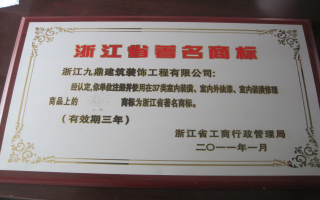 浙江省著名商标
浙江九鼎建筑装饰工程有限公司:
经认定,你单位注册并使用在37类室内装潢、室内外油漆、室内装潢修理
商品上的 商标为浙江省著名商标。
(有效期三年)
浙江省工商行政管理局
二〇一一年一月